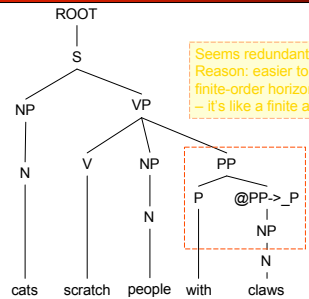 ROOT
S
Seems redundant
Reason: easier to
finite-order horizo
– it's like a finite a
NP
VP
N
V
NP
PP
P
@PP->_P
N
NP
N
cats scratch people with claws